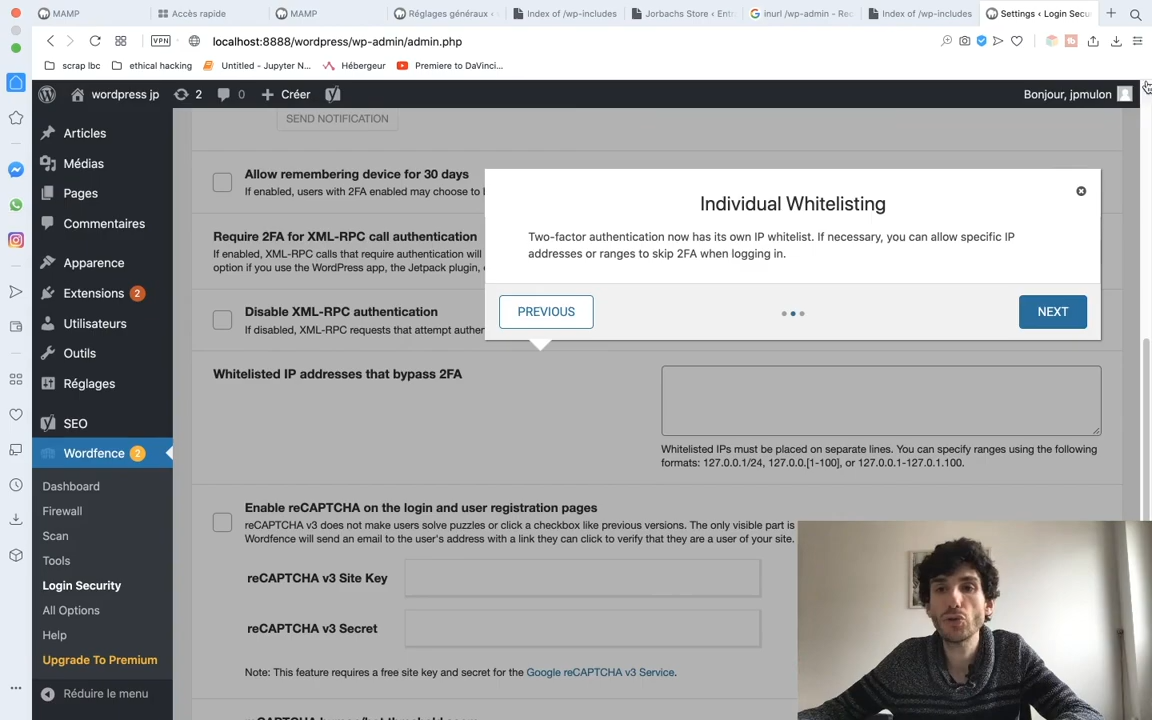 MAMP
Accès rapide
MAMP
Réglages généraux ‹
Index of /wp-includes
Jorbachs Store ‹ Ent
inurl /wp-admin - Rec
Index of /wp-includes
Settings ‹ Login Secu
VPN
localhost:8888/wordpress/wp-admin/admin.php
scrap lbc
ethical hacking
Untitled - Jupyter N...
Hébergeur
Premiere to DaVinci...
wordpress jp
2
0
Créer
Bonjour, jpmulon
Articles
Médias
Pages
Commentaires
Apparence
Extensions 2
Utilisateurs
Outils
Réglages
SEO
Wordfence 2
Dashboard
Firewall
Scan
Tools
Login Security
All Options
Help
Upgrade To Premium
Réduire le menu
SEND NOTIFICATION
Allow remembering device for 30 days
If enabled, users with 2FA enabled may choose to
Require 2FA for XML-RPC call authentication
If enabled, XML-RPC calls that require authentication will
option if you use the WordPress app, the Jetpack plugin,
Disable XML-RPC authentication
If disabled, XML-RPC requests that attempt
Individual Whitelisting
Two-factor authentication now has its own IP whitelist. If necessary, you can allow specific IP
addresses or ranges to skip 2FA when logging in.
PREVIOUS
NEXT
Whitelisted IP addresses that bypass 2FA
Whitelisted IPs must be placed on separate lines. You can specify ranges using the following
formats: 127.0.0.1/24, 127.0.0.[1-100], or 127.0.0.1-127.0.1.100.
Enable reCAPTCHA on the login and user registration pages
reCAPTCHA v3 does not make users solve puzzles or click a checkbox like previous versions. The only visible part is
Wordfence will send an email to the user's address with a link they can click to verify that they are a user of your site.
reCAPTCHA v3 Site Key
reCAPTCHA v3 Secret
Note: This feature requires a free site key and secret for the Google reCAPTCHA v3 Service.